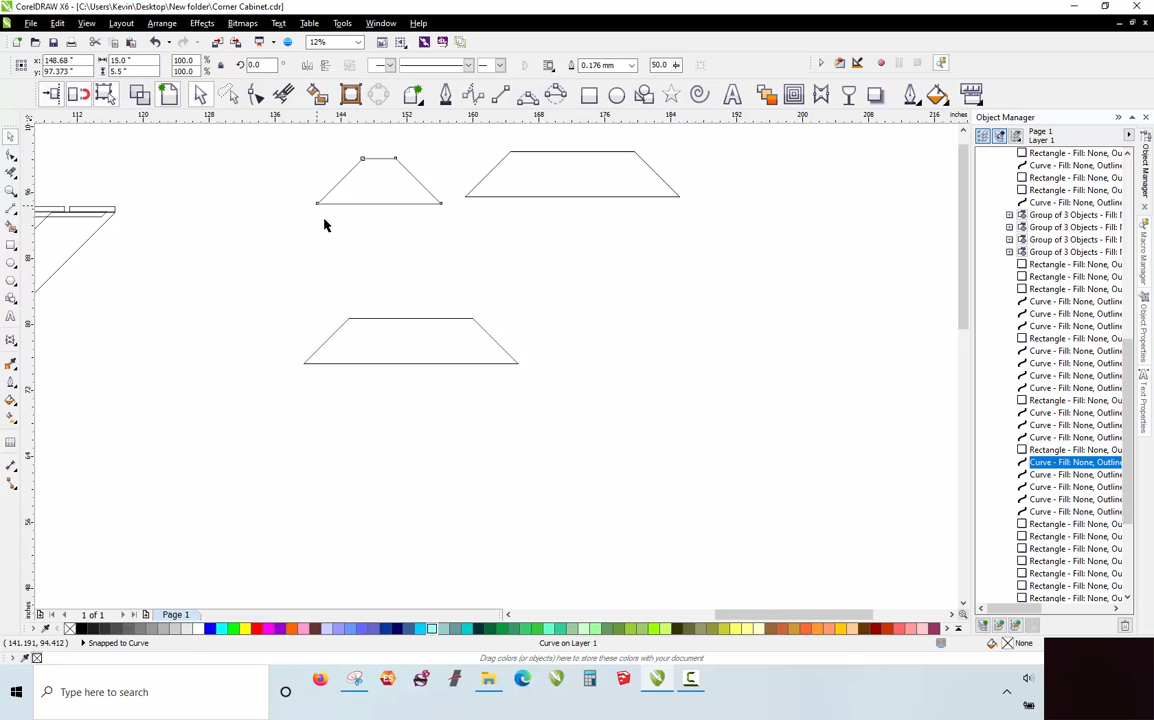 CorelDRAW X6 - [C:\Users\Kevin\Desktop\New folder\Corner Cabinet.cdr]
File Edit View Layout Arrange Effects Bitmaps Text Table Tools Window Help
12%
x: 148.68 " 15.0 " 100.0 % 0.0 0.176 mm 50.0
y: 97.373 " 5.5 " 100.0 %
112 120 128 136 144 152 160 168 176 184 192 200 208 216 inches
Object Manager
Page 1
Layer 1
Rectangle - Fill: None, Ou
Curve - Fill: None, Outline
Rectangle - Fill: None, Ou
Rectangle - Fill: None, Ou
Curve - Fill: None, Outline
Group of 3 Objects - Fill:
Group of 3 Objects - Fill:
Group of 3 Objects - Fill:
Group of 3 Objects - Fill:
Rectangle - Fill: None, Ou
Rectangle - Fill: None, Ou
Rectangle - Fill: None, Ou
Curve - Fill: None, Outline
Curve - Fill: None, Outline
Curve - Fill: None, Outline
Rectangle - Fill: None, Ou
Curve - Fill: None, Outline
Curve - Fill: None, Outline
Curve - Fill: None, Outline
Curve - Fill: None, Outline
Rectangle - Fill: None, Ou
Curve - Fill: None, Outline
Curve - Fill: None, Outline
Curve - Fill: None, Outline
Rectangle - Fill: None, Ou
Curve - Fill: None, Outline
Curve - Fill: None, Outline
Curve - Fill: None, Outline
Curve - Fill: None, Outline
Curve - Fill: None, Outline
Rectangle - Fill: None, Ou
Rectangle - Fill: None, Ou
Rectangle - Fill: None, Ou
Rectangle - Fill: None, Ou
Rectangle - Fill: None, Ou
Rectangle - Fill: None, Ou
Rectangle - Fill: None, Ou
Object Manager
Macro Manager
Object Properties
Text Properties
96
88
80
72
64
56
48
inches
1 of 1 Page 1
( 141.191, 94.412 ) Snapped to Curve Curve on Layer 1 None
Drag colors (or objects) here to store these colors with your document
Type here to search